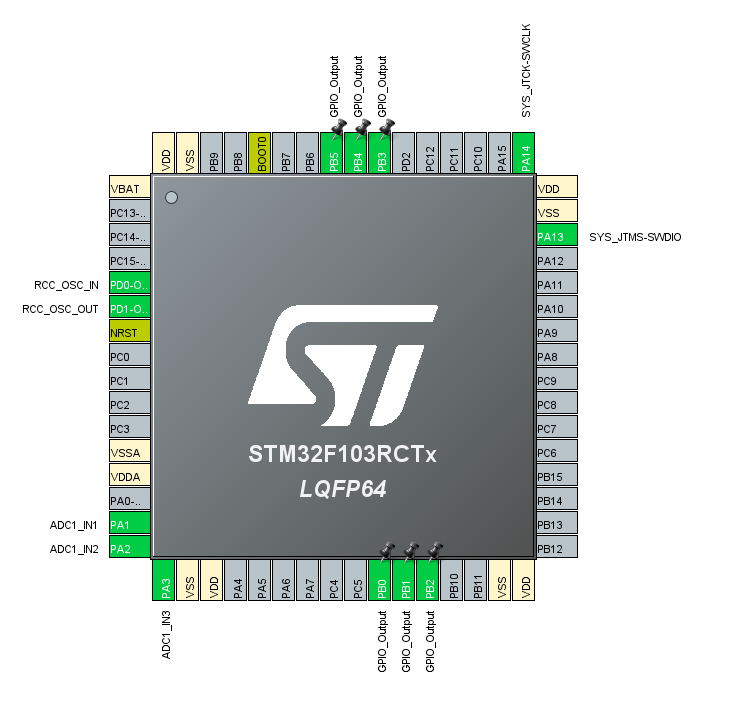 SYS_JTCK-SWCLK
GPIO_Output
GPIO_Output
GPIO_Output
VDD
VSS
PB9
PB8
BOOT0
PB7
PB6
PB5
PB4
PB3
PD2
PC12
PC11
PC10
PA15
PA14
VBAT
PC13-..
PC14-..
PC15-..
RCC_OSC_IN PD0-O..
RCC_OSC_OUT PD1-O..
NRST
PC0
PC1
PC2
PC3
VSSA
VDDA
PA0-..
ADC1_IN1 PA1
ADC1_IN2 PA2
VDD
VSS
PA13 SYS_JTMS-SWDIO
PA12
PA11
PA10
PA9
PA8
PC9
PC8
PC7
PC6
PB15
PB14
PB13
PB12
ST
STM32F103RCTx
LQFP64
PA3
VSS
VDD
PA4
PA5
PA6
PA7
PC4
PC5
PB0
PB1
PB2
PB10
PB11
VSS
VDD
ADC1_IN3
GPIO_Output
GPIO_Output
GPIO_Output